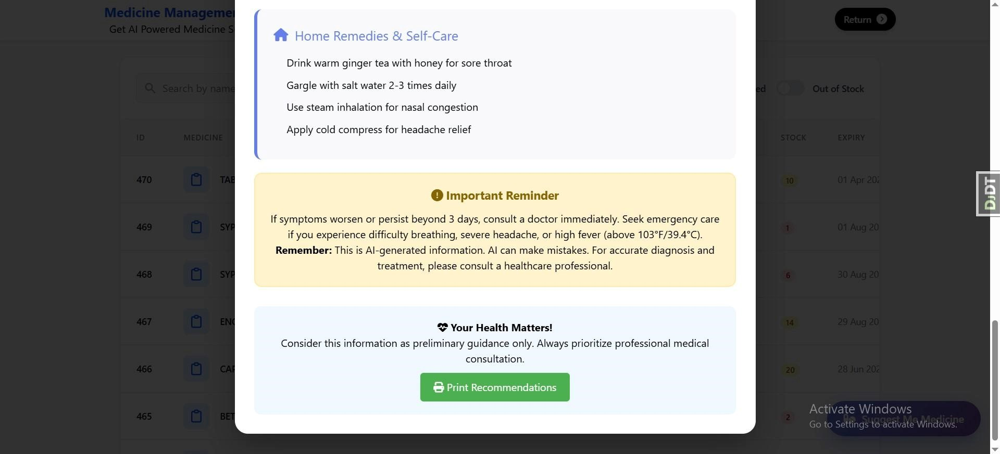 Medicine Managemen
Get AI Powered Medicine S
Return
Search by name
ed
Out of Stock
ID
MEDICINE
STOCK
EXPIRY
470
TAB
10
01 Apr 202
469
SYP
1
01 Aug 20
468
SYP
6
30 Aug 20
467
ENO
14
29 Aug 20
466
CAP
20
28 Jun 202
465
BET
2
Home Remedies & Self-Care
Drink warm ginger tea with honey for sore throat
Gargle with salt water 2-3 times daily
Use steam inhalation for nasal congestion
Apply cold compress for headache relief
Important Reminder
If symptoms worsen or persist beyond 3 days, consult a doctor immediately. Seek emergency care
if you experience difficulty breathing, severe headache, or high fever (above 103°F/39.4°C).
Remember: This is AI-generated information. AI can make mistakes. For accurate diagnosis and
treatment, please consult a healthcare professional.
Your Health Matters!
Consider this information as preliminary guidance only. Always prioritize professional medical
consultation.
Print Recommendations
DJDT
Suggest Me Medicine
Activate Windows
Go to Settings to activate Windows.